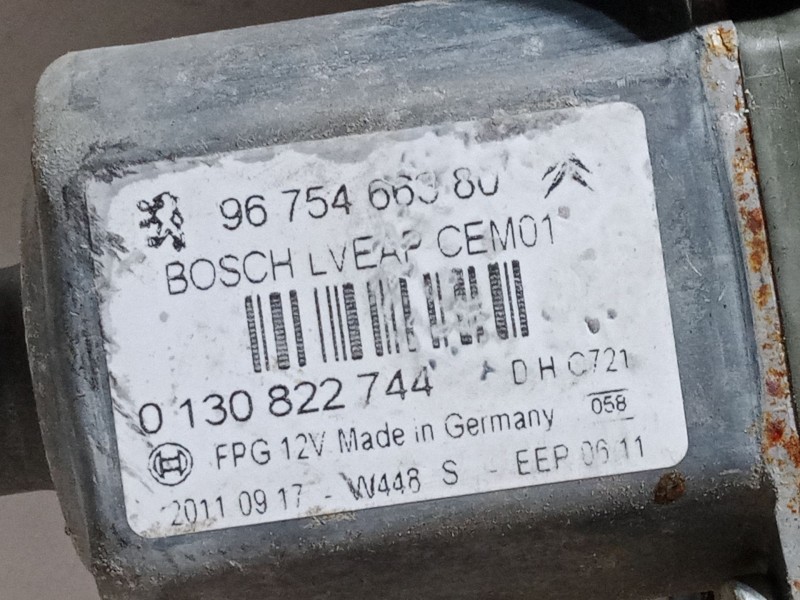 96 754 663 80
BOSCH LVEAP CEM01
0 130 822 744
D H C721
FPG 12V Made in Germany
058
2011 09 17 - W448 S - EEP 06 11